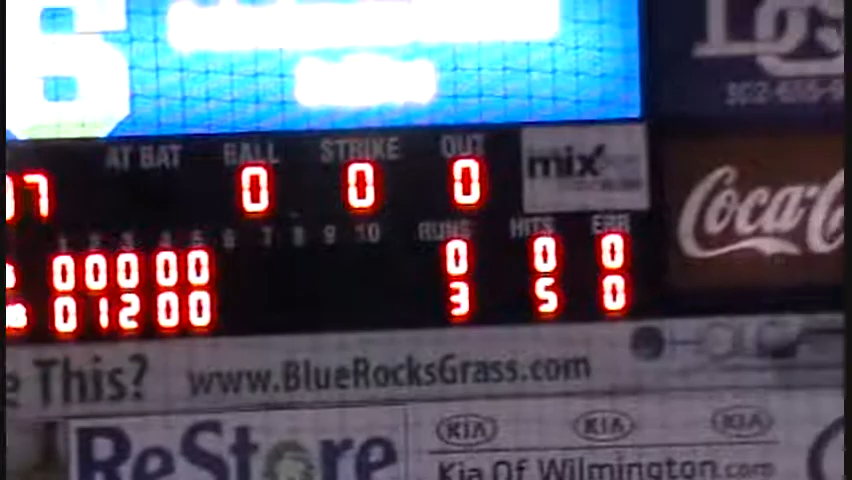 6
AT BAT BALL STRIKE OUT
07 0 0 0
mix
1 2 3 4 5 6 7 8 9 10 RUNS HITS ERR
0 0 0 0 0 0 0 0
0 1 2 0 0 3 5 0
Coca-C
e This? www.BlueRocksGrass.com
ReStore
KIA KIA KIA
Kia Of Wilmington.com